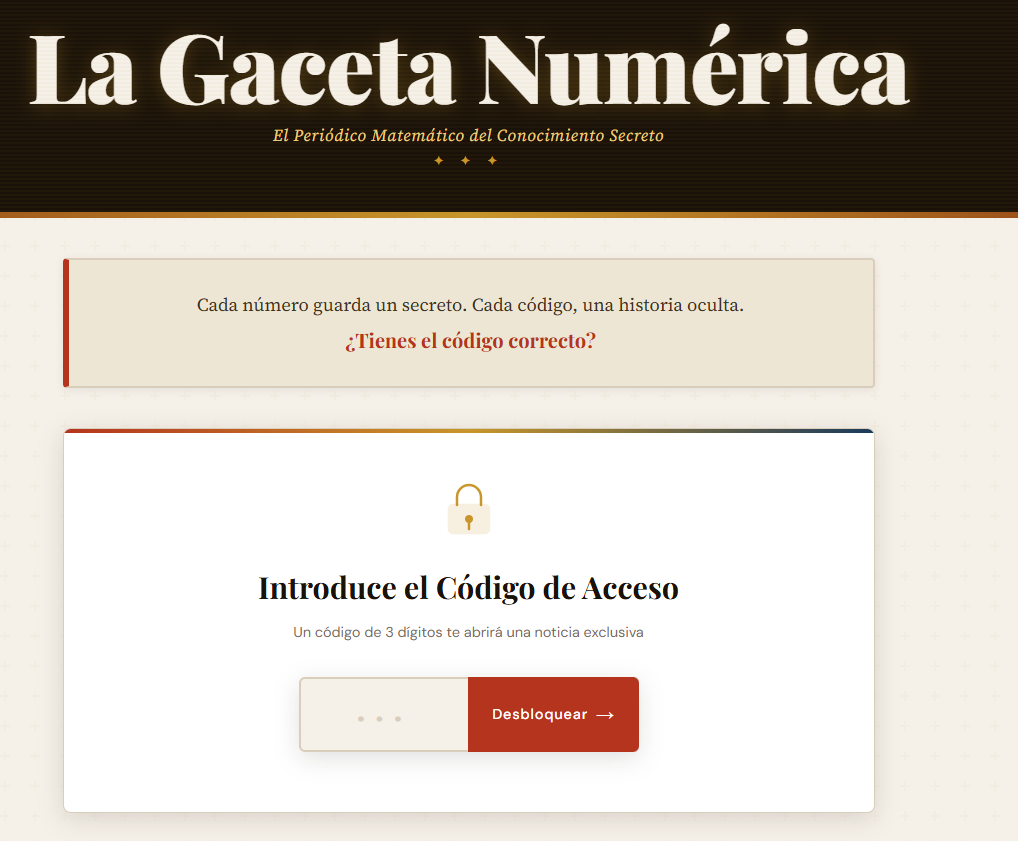 La Gaceta Numérica
El Periódico Matemático del Conocimiento Secreto
Cada número guarda un secreto. Cada código, una historia oculta.
¿Tienes el código correcto?
Introduce el Código de Acceso
Un código de 3 dígitos te abrirá una noticia exclusiva
Desbloquear →